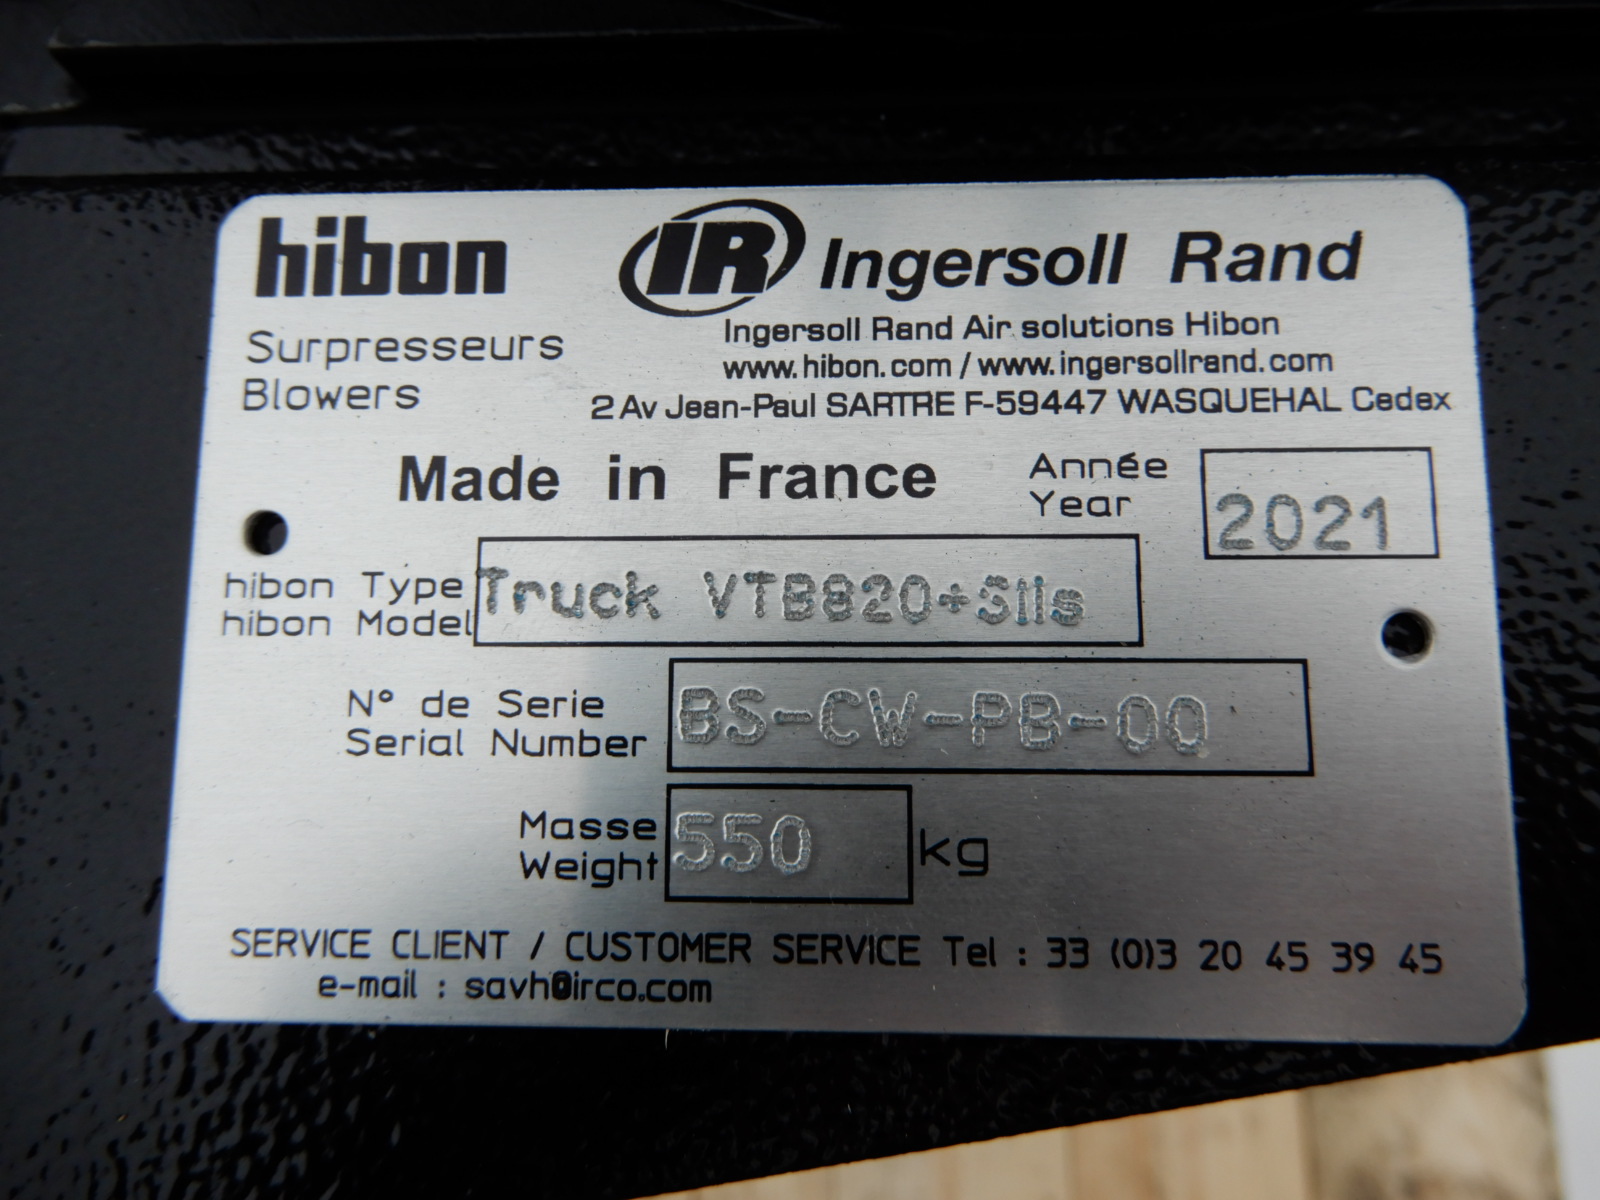 hibon
IR Ingersoll Rand
Surpresseurs
Blowers
Ingersoll Rand Air solutions Hibon
www.hibon.com / www.ingersollrand.com
2 Av Jean-Paul SARTRE F-59447 WASQUEHAL Cedex
Made in France
Année
Year
2021
hibon Type
hibon Model
Truck VTB820+Slis
N° de Serie
Serial Number
BS-CW-PB-00
Masse
Weight
550
kg
SERVICE CLIENT / CUSTOMER SERVICE Tel : 33 (0)3 20 45 39 45
e-mail : savh@irco.com